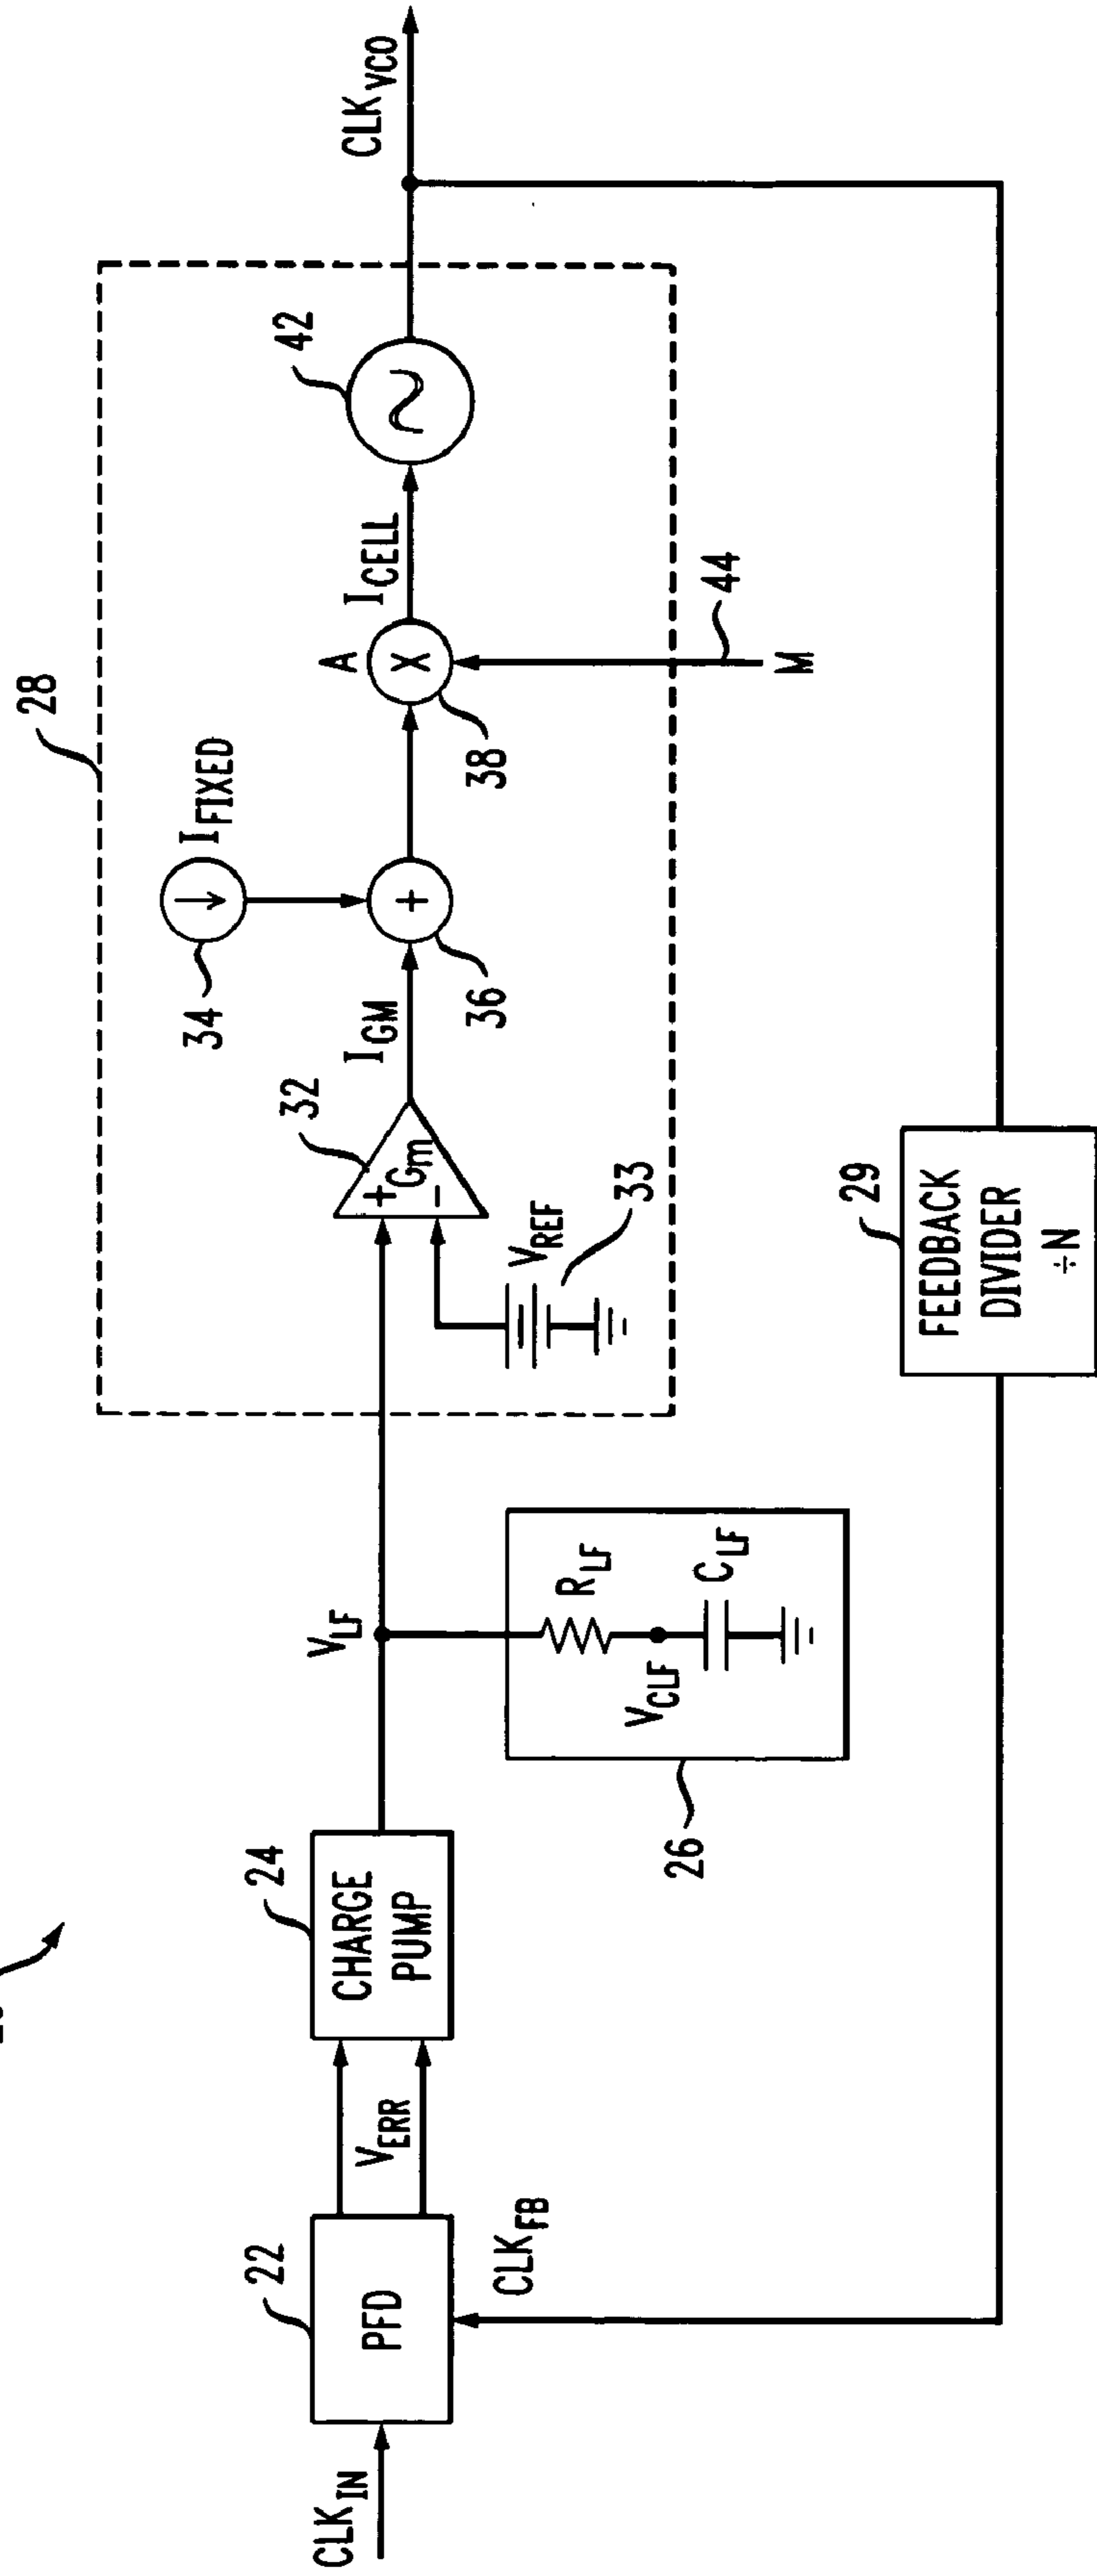 28
34
I_FIXED
42
CLK_VCO
CLK_IN
22
PFD
V_ERR
24
CHARGE
PUMP
V_LF
32
+
Gm
-
I_GM
+
36
A
X
38
I_CELL
V_REF
33
M
44
26
R_LF
V_CLF
C_LF
CLK_FB
29
FEEDBACK
DIVIDER
÷N